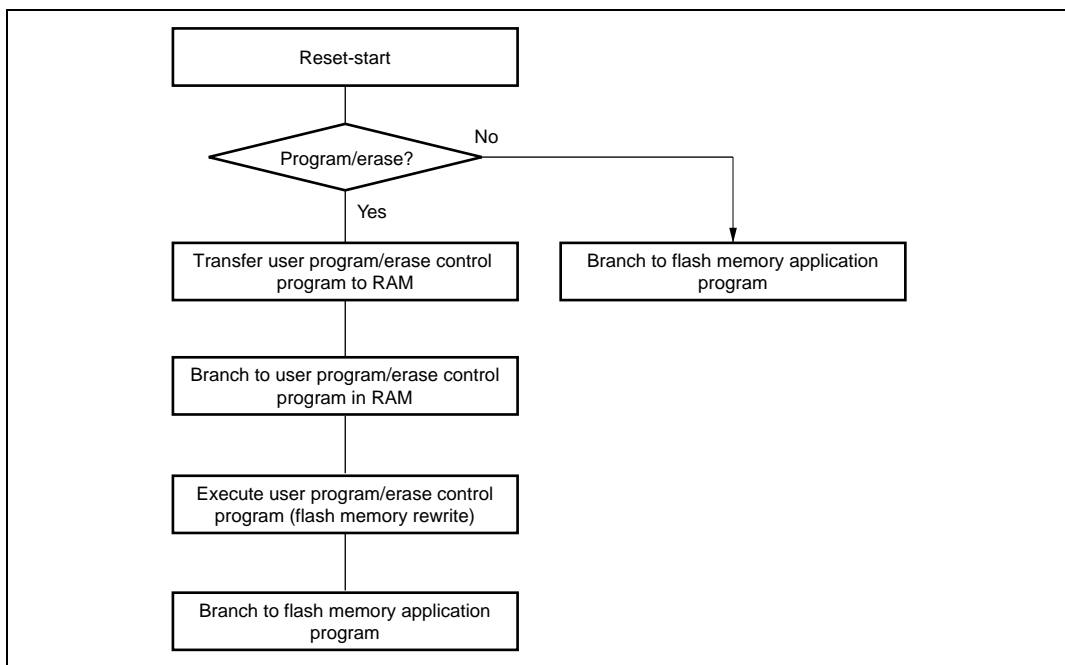 Reset-start
No
Program/erase?
Yes
Transfer user program/erase control
program to RAM
Branch to flash memory application
program
Branch to user program/erase control
program in RAM
Execute user program/erase control
program (flash memory rewrite)
Branch to flash memory application
program